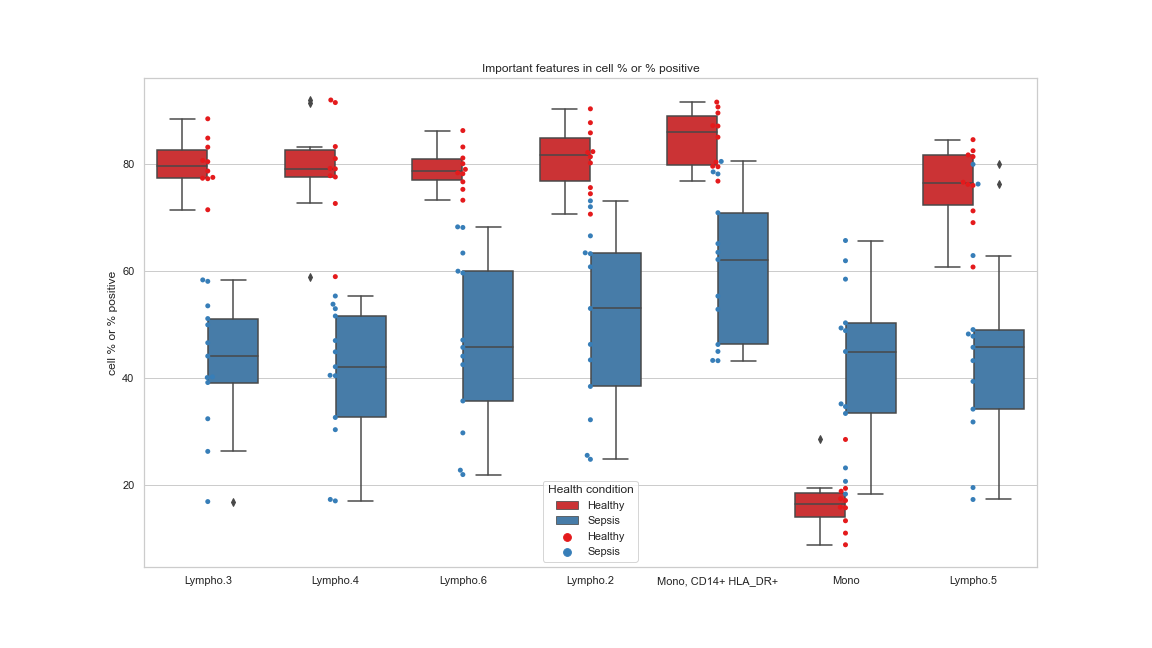 Important features in cell % or % positive
cell % or % positive
80
60
40
20
Health condition
Healthy
Sepsis
Healthy
Sepsis
Lympho.3 Lympho.4 Lympho.6 Lympho.2 Mono, CD14+ HLA_DR+ Mono Lympho.5